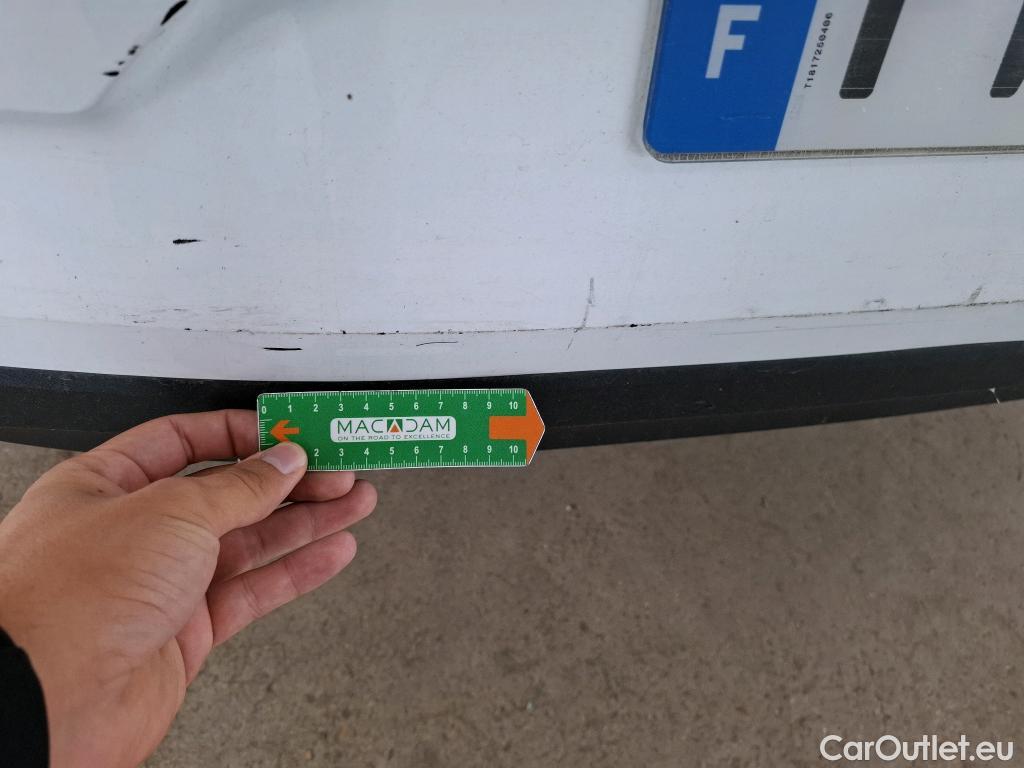 F
T1817250406
0 1 2 3 4 5 6 7 8 9 10
MACADAM
ON THE ROAD TO EXCELLENCE
2 3 4 5 6 7 8 9 10
CarOutlet.eu